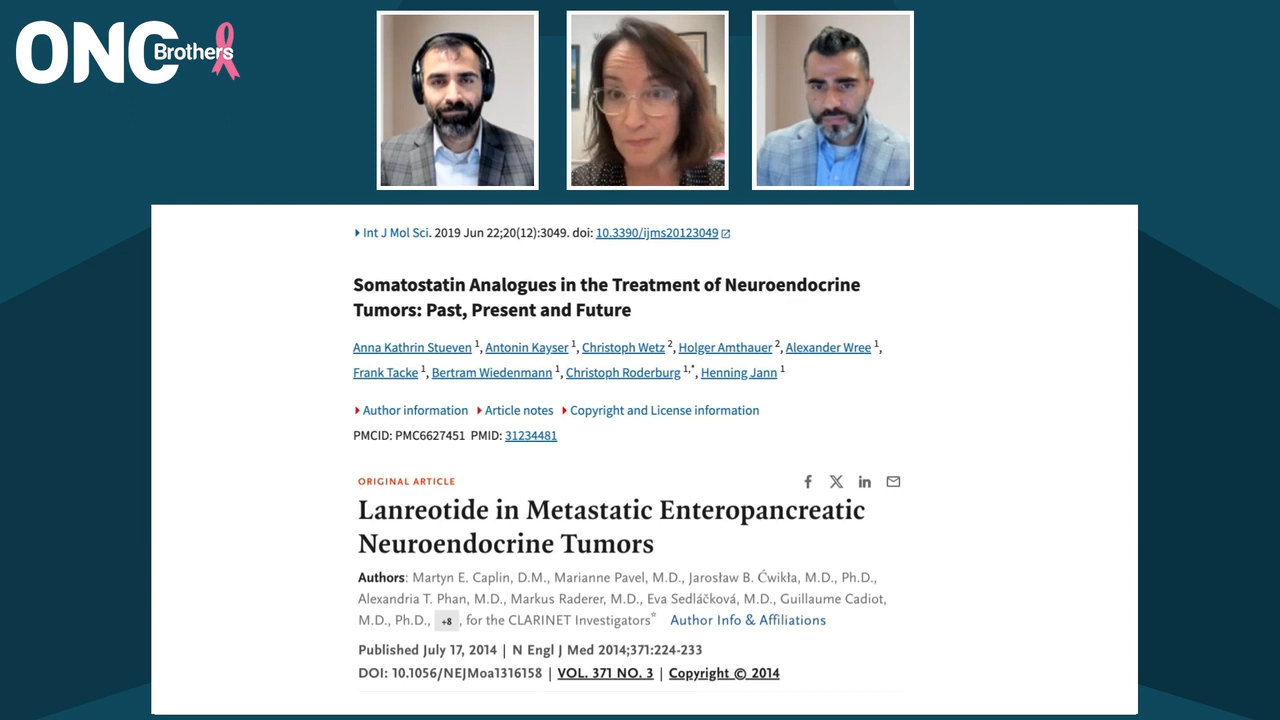 ONC Brothers
Int J Mol Sci. 2019 Jun 22;20(12):3049. doi: 10.3390/ijms20123049
Somatostatin Analogues in the Treatment of Neuroendocrine
Tumors: Past, Present and Future
Anna Kathrin Stueven 1, Antonin Kayser 1, Christoph Wetz 2, Holger Amthauer 2, Alexander Wree 1,
Frank Tacke 1, Bertram Wiedenmann 1, Christoph Roderburg 1,*, Henning Jann 1
Author information Article notes Copyright and License information
PMCID: PMC6627451 PMID: 31234481
ORIGINAL ARTICLE
Lanreotide in Metastatic Enteropancreatic
Neuroendocrine Tumors
Authors: Martyn E. Caplin, D.M., Marianne Pavel, M.D., Jarosław B. Ćwikła, M.D., Ph.D.,
Alexandria T. Phan, M.D., Markus Raderer, M.D., Eva Sedláčková, M.D., Guillaume Cadiot,
M.D., Ph.D., +8, for the CLARINET Investigators* Author Info & Affiliations
Published July 17, 2014 | N Engl J Med 2014;371:224-233
DOI: 10.1056/NEJMoa1316158 | VOL. 371 NO. 3 | Copyright © 2014